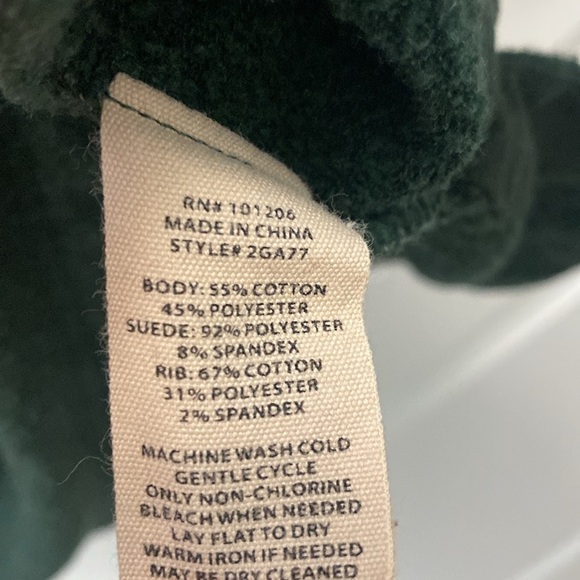 RN# 101206
MADE IN CHINA
STYLE# 2GA77
BODY: 55% COTTON
45% POLYESTER
SUEDE: 92% POLYESTER
8% SPANDEX
RIB: 67% COTTON
31% POLYESTER
2% SPANDEX
MACHINE WASH COLD
GENTLE CYCLE
ONLY NON-CHLORINE
BLEACH WHEN NEEDED
LAY FLAT TO DRY
WARM IRON IF NEEDED
MAY BE DRY CLEANED